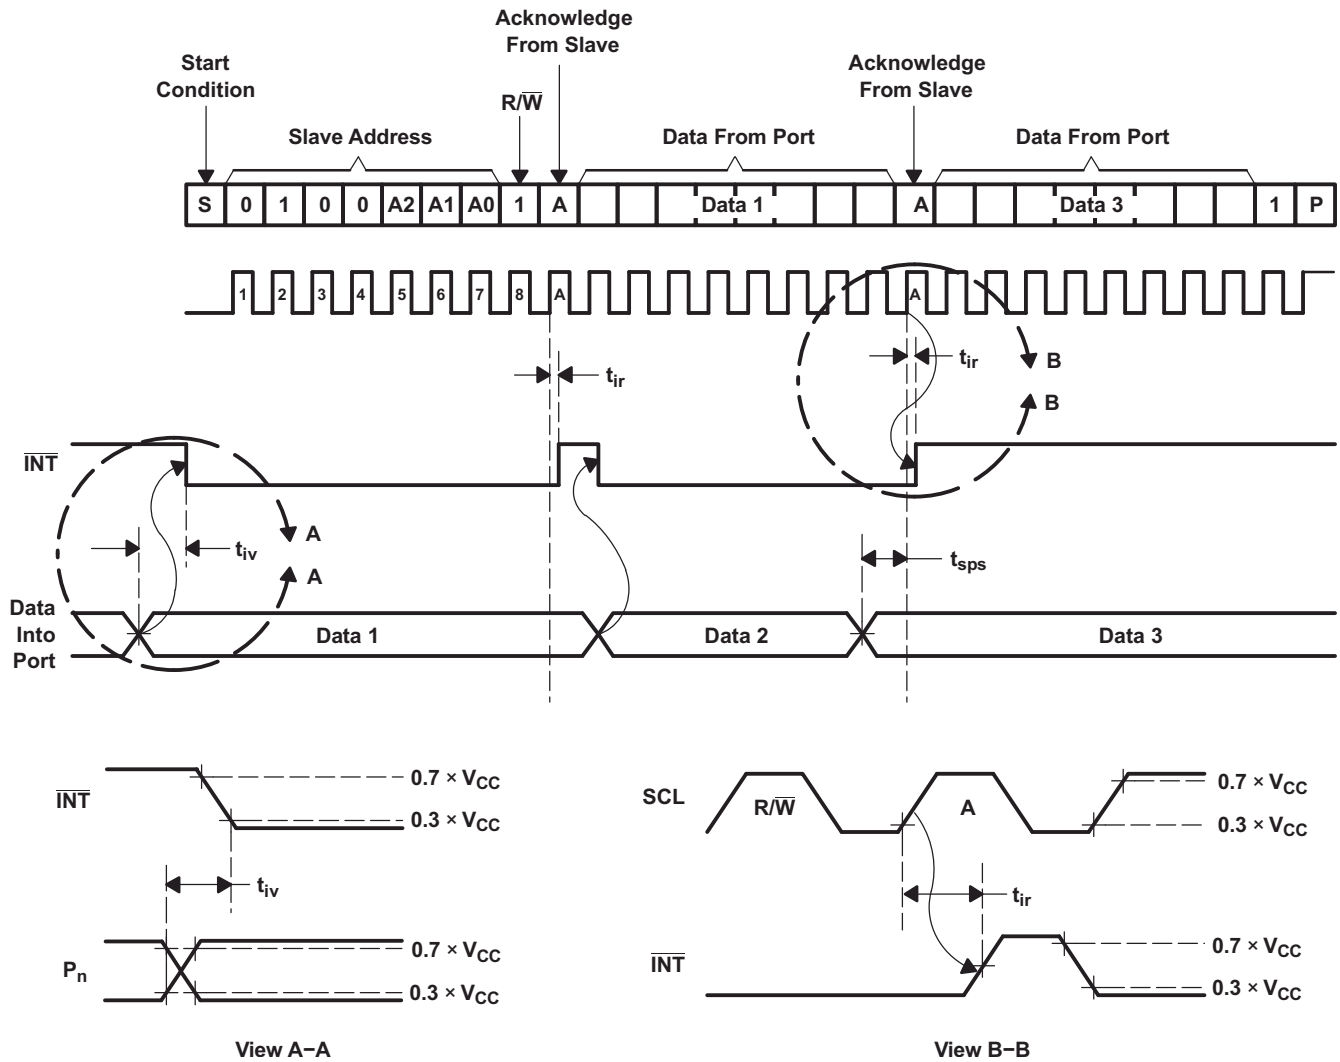 Acknowledge
From Slave
Start
Condition
Acknowledge
From Slave
R/W̅
Slave Address
Data From Port
Data From Port
S 0 1 0 0 A2 A1 A0 1 A Data 1 A Data 3 1 P
1 2 3 4 5 6 7 8 A A
t_ir
t_ir
B
B
I̅N̅T̅
A
t_iv
A
t_sps
Data
Into
Port
Data 1
Data 2
Data 3
I̅N̅T̅
0.7 × V_CC
0.3 × V_CC
t_iv
P_n
0.7 × V_CC
0.3 × V_CC
View A–A
SCL
R/W̅
A
0.7 × V_CC
0.3 × V_CC
t_ir
I̅N̅T̅
0.7 × V_CC
0.3 × V_CC
View B–B